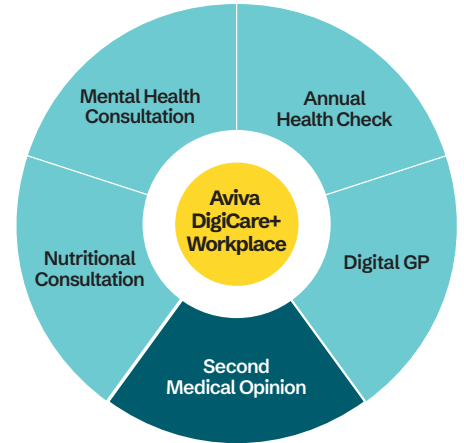 Mental Health
Consultation
Annual
Health Check
Aviva
DigiCare+
Workplace
Nutritional
Consultation
Digital GP
Second
Medical Opinion